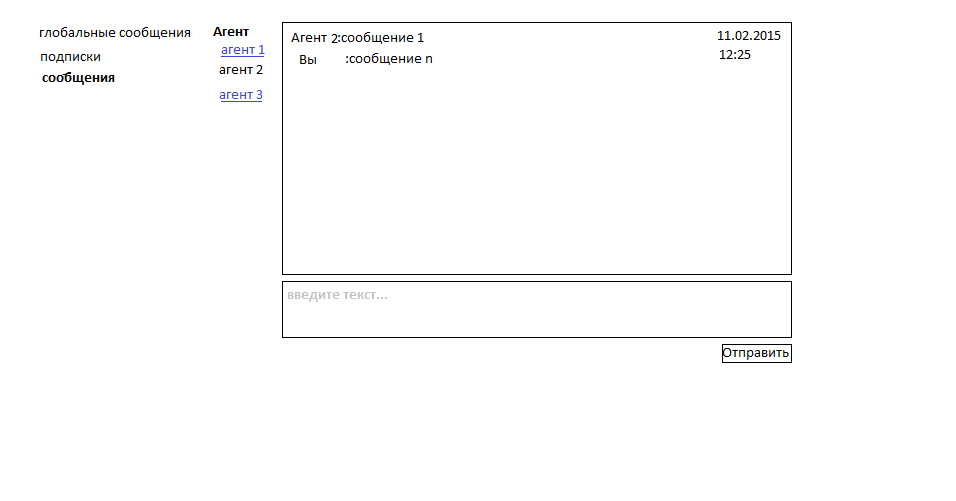 глобальные сообщения
подписки
сообщения
Агент
агент 1
агент 2
агент 3
Агент 2:сообщение 1 11.02.2015
Вы :сообщение n 12:25
введите текст...
Отправить